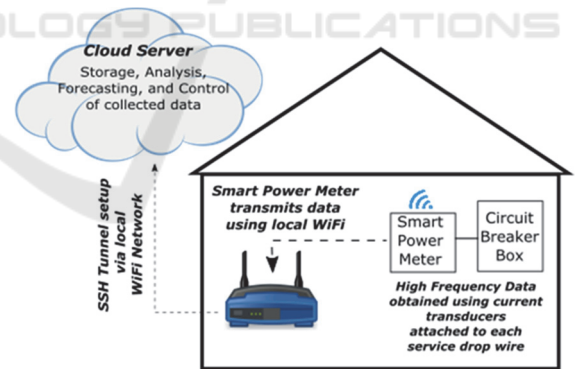 OLOGY PUBLICATIONS
Cloud Server
Storage, Analysis,
Forecasting, and Control
of collected data
SSH Tunnel setup
via local
WiFi Network
Smart Power Meter
transmits data
using local WiFi
Smart
Power
Meter
Circuit
Breaker
Box
High Frequency Data
obtained using current
transducers
attached to each
service drop wire